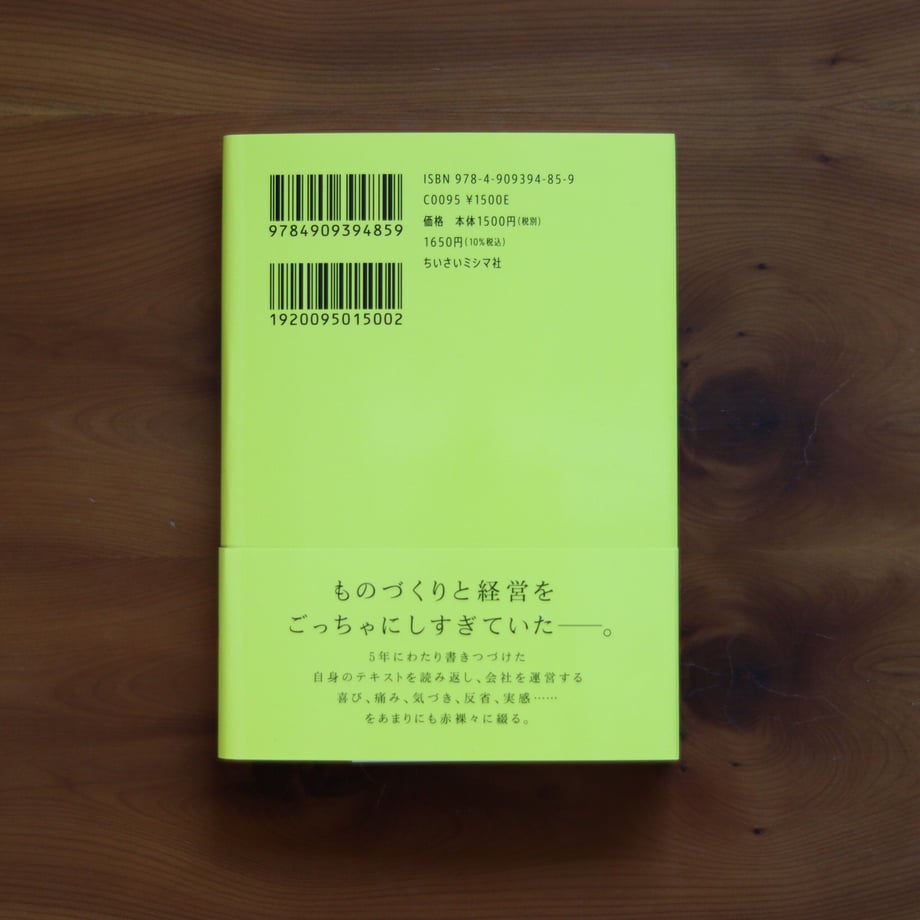 9784909394859
1920095015002
ISBN 978-4-909394-85-9
C0095 ¥1500E
価格 本体1500円(税別)
1650円(10%税込)
ちいさいミシマ社
ものづくりと経営を
ごっちゃにしすぎていた――。
5年にわたり書きつづけた
自身のテキストを読み返し、会社を運営する
喜び、痛み、気づき、反省、実感……
をあまりにも赤裸々に綴る。